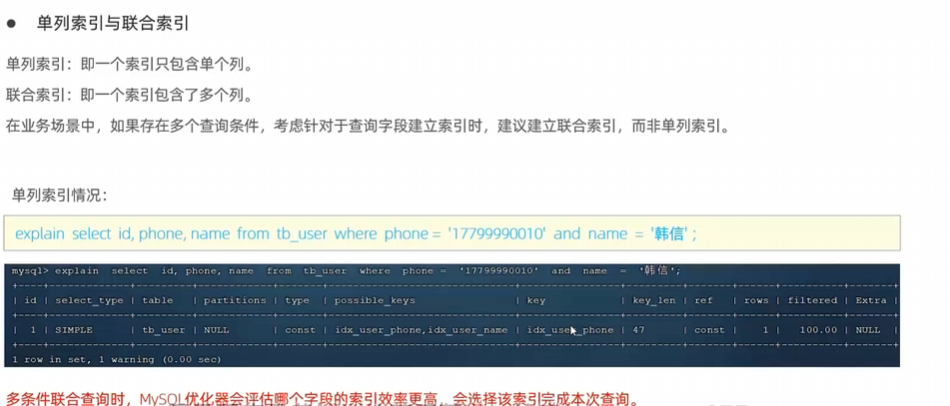 ● 单列索引与联合索引
单列索引：即一个索引只包含单个列。
联合索引：即一个索引包含了多个列。
在业务场景中，如果存在多个查询条件，考虑针对于查询字段建立索引时，建议建立联合索引，而非单列索引。
单列索引情况：
explain select id, phone, name from tb_user where phone = '17799990010' and name = '韩信' ;
mysql> explain select id, phone, name from tb_user where phone = '17799990010' and name = '韩信';
| id | select_type | table | partitions | type | possible_keys | key | key_len | ref | rows | filtered | Extra |
| 1 | SIMPLE | tb_user | NULL | const | idx_user_phone,idx_user_name | idx_user_phone | 47 | const | 1 | 100.00 | NULL |
1 row in set, 1 warning (0.00 sec)
多条件联合查询时，MySQL优化器会评估哪个字段的索引效率更高，会选择该索引完成本次查询。